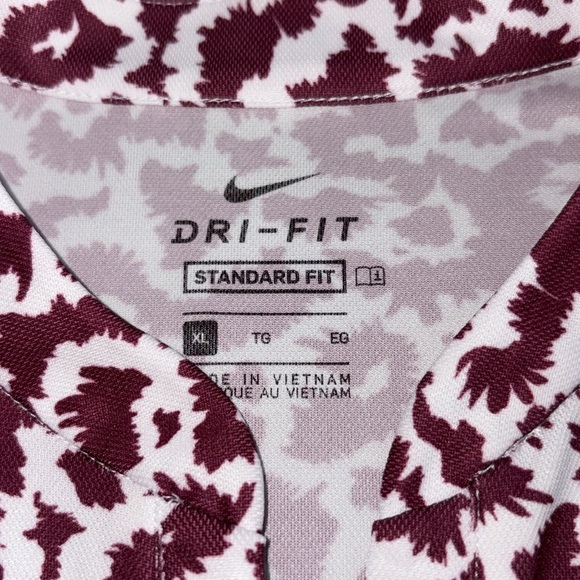 DRI-FIT
STANDARD FIT
XL TG EG
DE IN VIETNAM
QUE AU VIETNAM